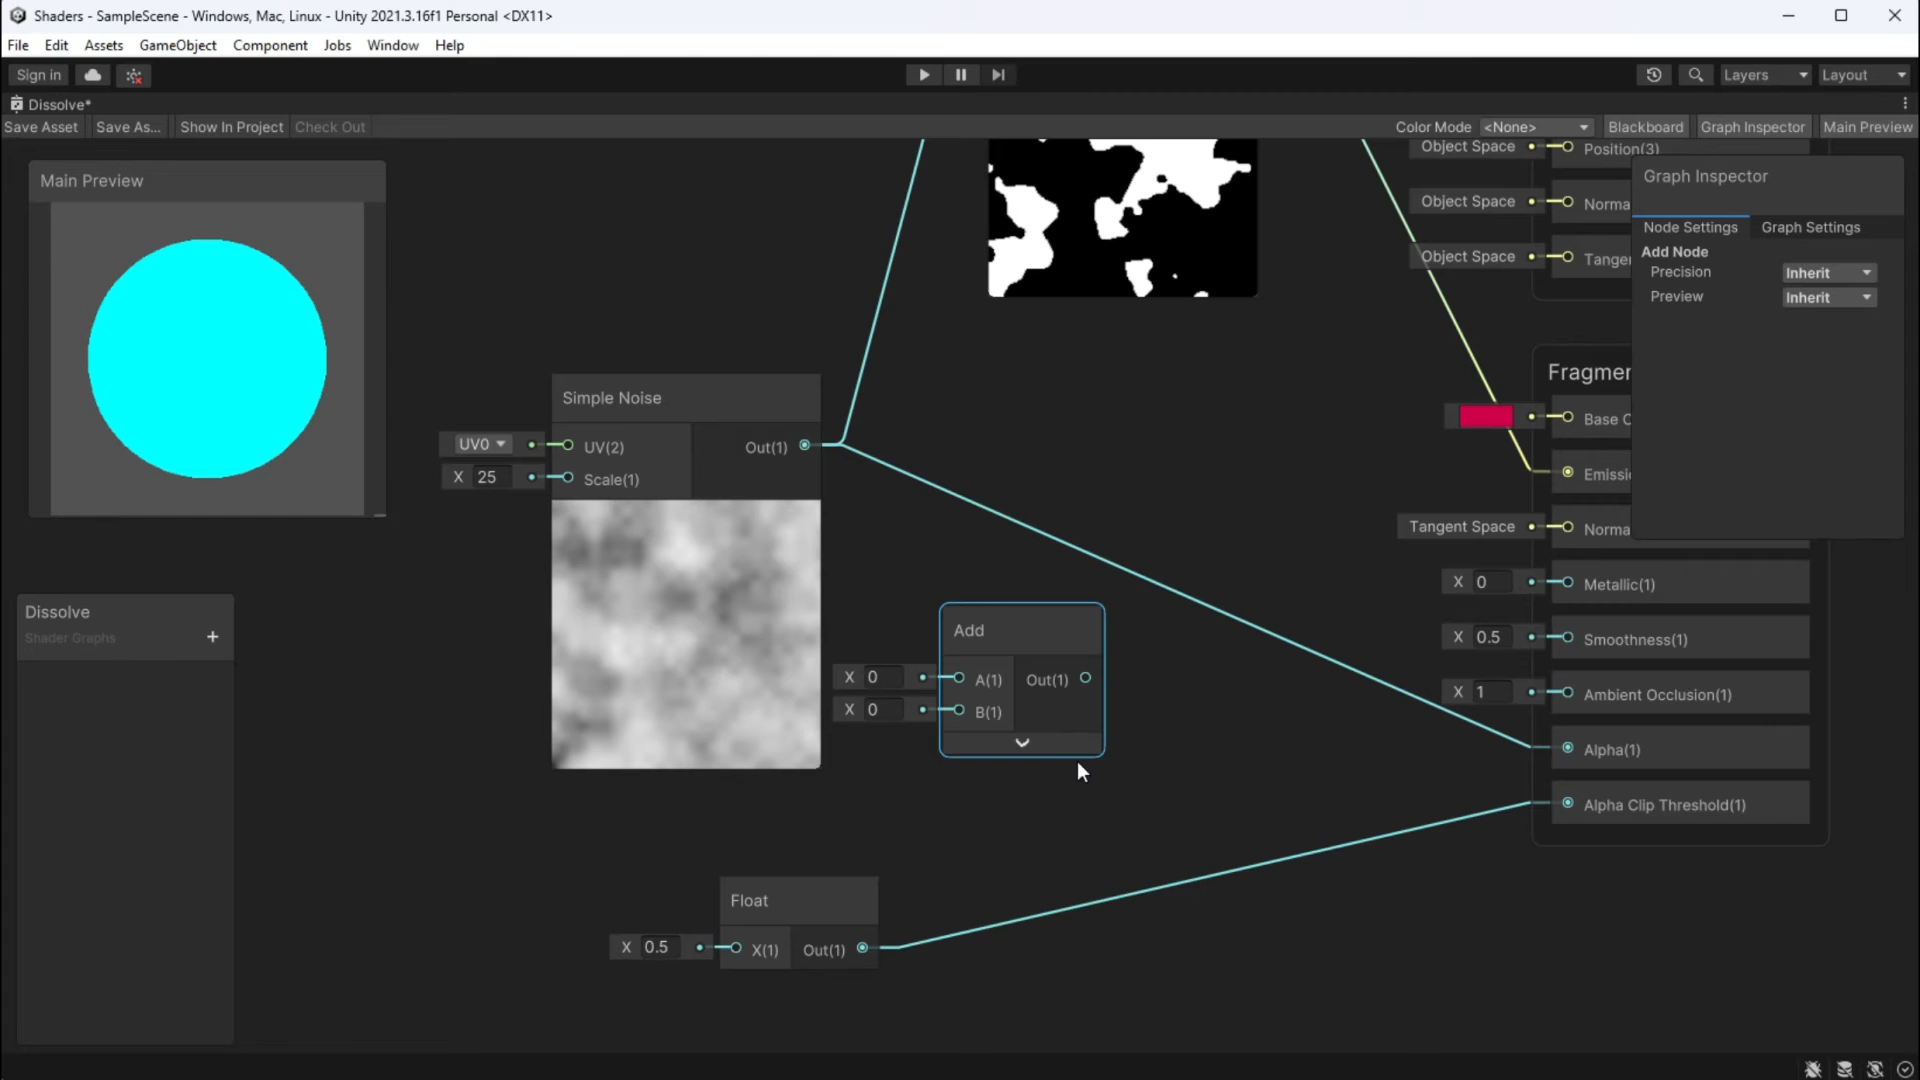 Shaders - SampleScene - Windows, Mac, Linux - Unity 2021.3.16f1 Personal <DX11>
File Edit Assets GameObject Component Jobs Window Help
Sign in Layers Layout
Dissolve*
Save Asset Save As... Show In Project Check Out Color Mode <None> Blackboard Graph Inspector Main Preview
Main Preview
Object Space Position(3)
Graph Inspector
Object Space Norma
Node Settings Graph Settings
Add Node
Object Space Tanger
Precision Inherit
Preview Inherit
Fragmer
Simple Noise
Base C
UV0 UV(2) Out(1)
X 25 Scale(1)
Emissi
Tangent Space Norma
X 0 Metallic(1)
Dissolve
Shader Graphs +
Add
X 0.5 Smoothness(1)
X 0 A(1) Out(1)
X 0 B(1)
X 1 Ambient Occlusion(1)
Alpha(1)
Alpha Clip Threshold(1)
Float
X 0.5 X(1) Out(1)